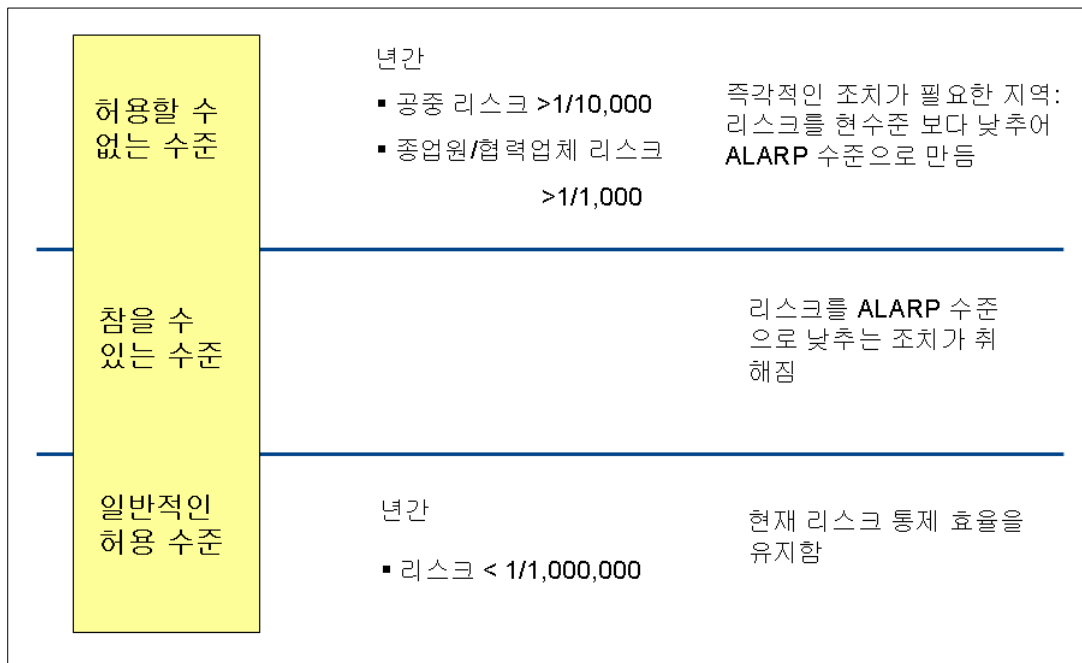 허용할 수
없는 수준
년간
▪ 공중 리스크 >1/10,000
▪ 종업원/협력업체 리스크
>1/1,000
즉각적인 조치가 필요한 지역:
리스크를 현수준 보다 낮추어
ALARP 수준으로 만듬
참을 수
있는 수준
리스크를 ALARP 수준
으로 낮추는 조치가 취
해짐
일반적인
허용 수준
년간
▪ 리스크 < 1/1,000,000
현재 리스크 통제 효율을
유지함